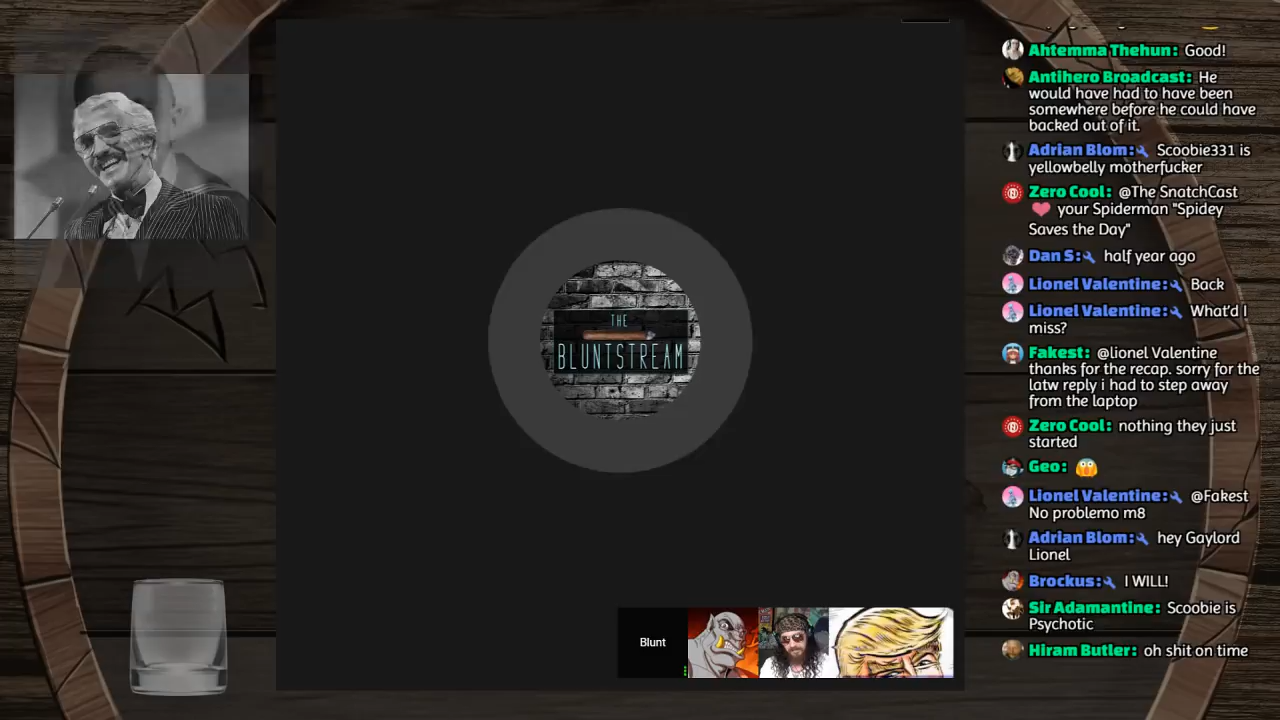 THE
BLUNTSTREAM
Blunt
Ahtemma Thehun: Good!
Antihero Broadcast: He
would have had to have been
somewhere before he could have
backed out of it.
Adrian Blom: Scoobie331 is
yellowbelly motherfucker
Zero Cool: @The SnatchCast
❤ your Spiderman "Spidey
Saves the Day"
Dan S: half year ago
Lionel Valentine: Back
Lionel Valentine: What'd I
miss?
Fakest: @lionel Valentine
thanks for the recap. sorry for the
latw reply i had to step away
from the laptop
Zero Cool: nothing they just
started
Geo: 😱
Lionel Valentine: @Fakest
No problemo m8
Adrian Blom: hey Gaylord
Lionel
Brockus: I WILL!
Sir Adamantine: Scoobie is
Psychotic
Hiram Butler: oh shit on time